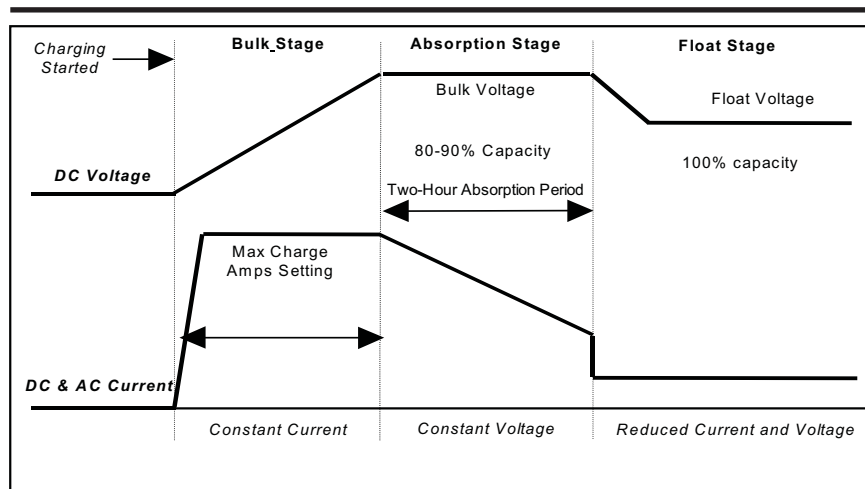 Charging
Started
Bulk Stage
Absorption Stage
Float Stage
Bulk Voltage
Float Voltage
80-90% Capacity
100% capacity
DC Voltage
Two-Hour Absorption Period
Max Charge
Amps Setting
DC & AC Current
Constant Current
Constant Voltage
Reduced Current and Voltage